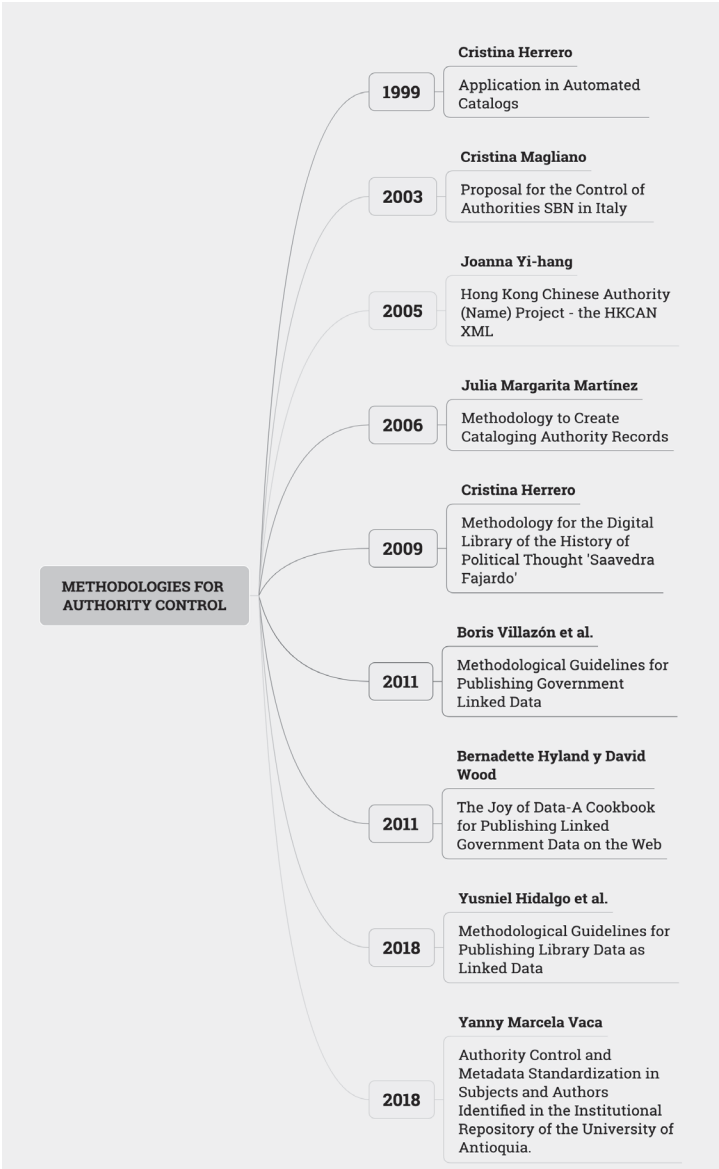 METHODOLOGIES FOR
AUTHORITY CONTROL
1999
Cristina Herrero
Application in Automated
Catalogs
2003
Cristina Magliano
Proposal for the Control of
Authorities SBN in Italy
2005
Joanna Yi-hang
Hong Kong Chinese Authority
(Name) Project - the HKCAN
XML
2006
Julia Margarita Martínez
Methodology to Create
Cataloging Authority Records
2009
Cristina Herrero
Methodology for the Digital
Library of the History of
Political Thought 'Saavedra
Fajardo'
2011
Boris Villazón et al.
Methodological Guidelines for
Publishing Government
Linked Data
2011
Bernadette Hyland y David
Wood
The Joy of Data-A Cookbook
for Publishing Linked
Government Data on the Web
2018
Yusniel Hidalgo et al.
Methodological Guidelines for
Publishing Library Data as
Linked Data
2018
Yanny Marcela Vaca
Authority Control and
Metadata Standardization in
Subjects and Authors
Identified in the Institutional
Repository of the University of
Antioquia.